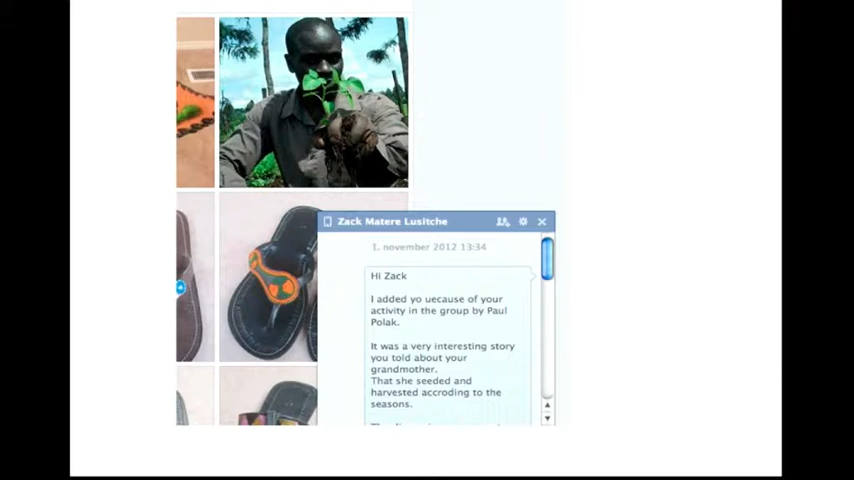 Zack Matere Lusitche
1. november 2012 13:34
Hi Zack
I added yo uecause of your
activity in the group by Paul
Polak.
It was a very interesting story
you told about your
grandmother.
That she seeded and
harvested accroding to the
seasons.